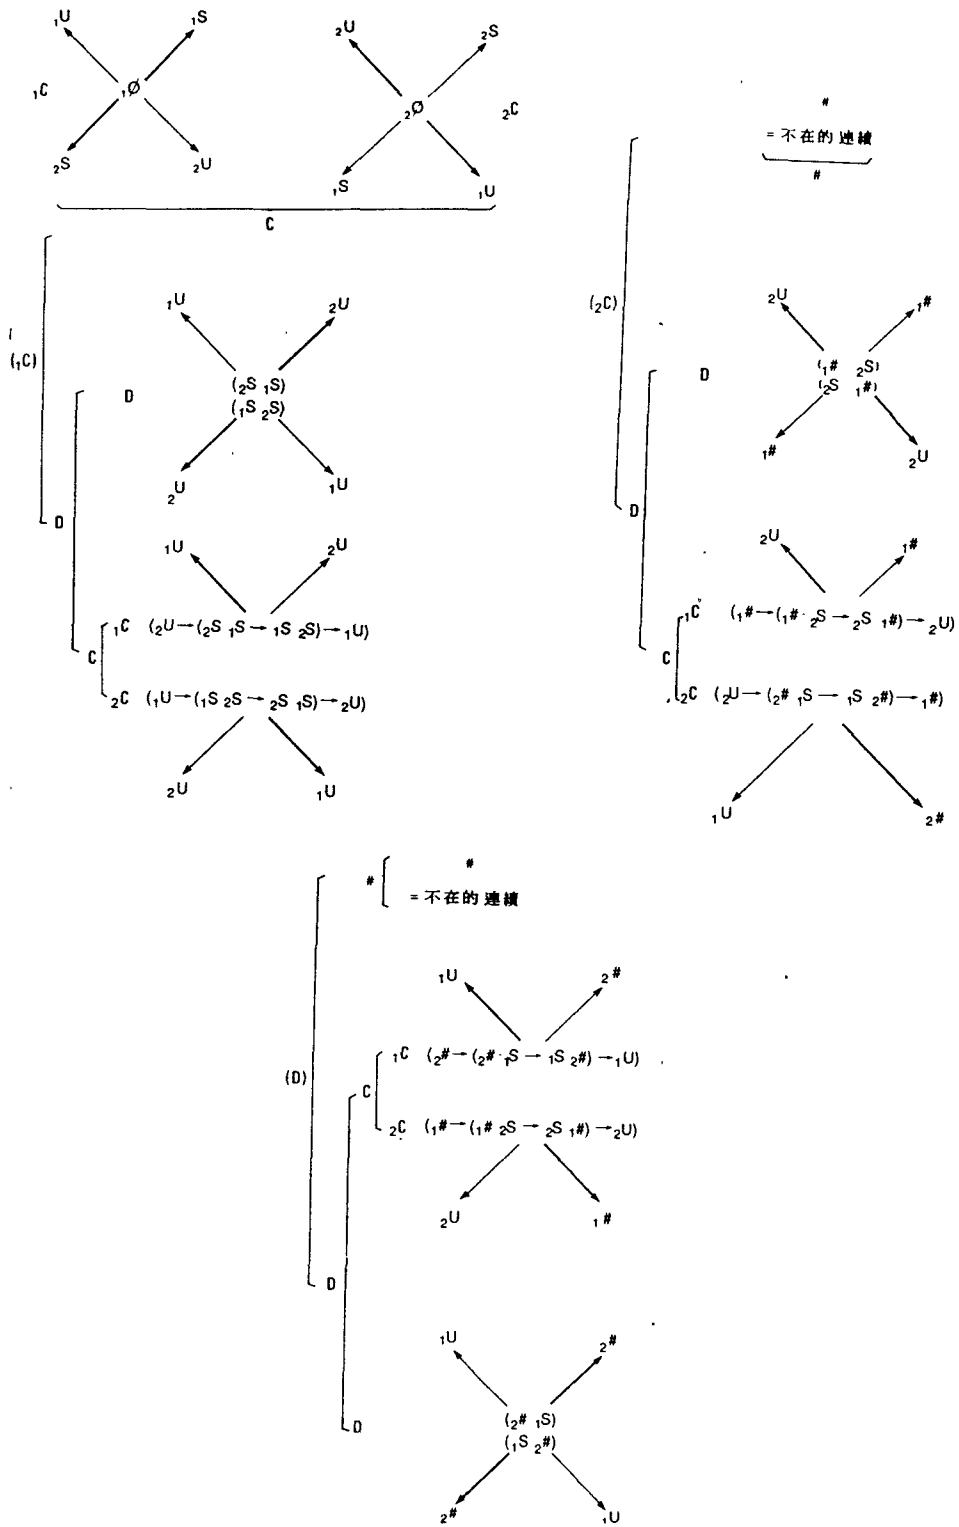 ₁U ₁S
₁C ₁Ø
₂S ₂U
₂U ₂S
₂Ø ₂C
₁S ₁U
C
(₁C)
₁U ₂U
D (₂S ₁S)
(₁S ₂S)
₂U ₁U
D
₁U ₂U
₁C (₂U→(₂S ₁S→₁S ₂S)→₁U)
C
₂C (₁U→(₁S ₂S→₂S ₁S)→₂U)
₂U ₁U
#
= 不在的 連續
#
(₂C)
₂U ₁#
D (₁# ₂S)
(₂S ₁#)
₁# ₂U
D
₂U ₁#
₁C (₁#→(₁# ₂S→₂S ₁#)→₂U)
C
₂C (₂U→(₂# ₁S→₁S ₂#)→₁#)
₁U ₂#
#
# = 不在的 連續
₁U ₂#
(D)
₁C (₂#→(₂# ₁S→₁S ₂#)→₁U)
C
₂C (₁#→(₁# ₂S→₂S ₁#)→₂U)
₂U ₁#
D
₁U ₂#
D (₂# ₁S)
(₁S ₂#)
₂# ₁U